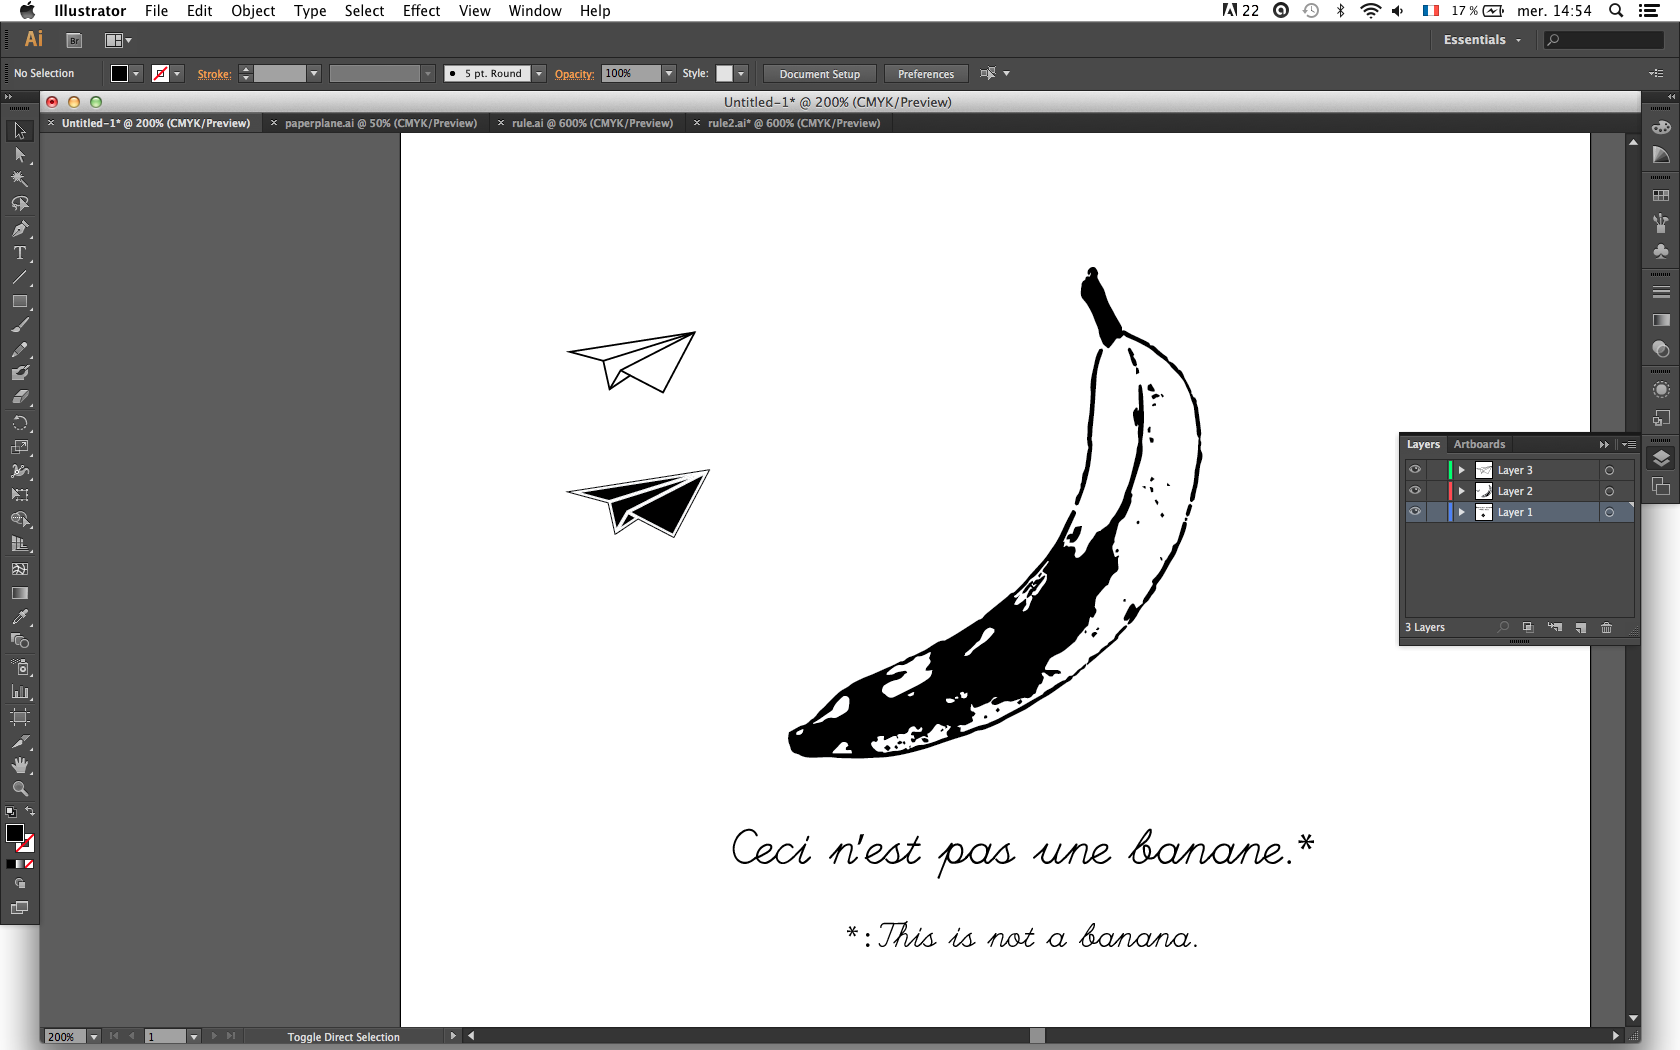 Illustrator File Edit Object Type Select Effect View Window Help 22 17 % mer. 14:54
Ai Br Essentials
No Selection Stroke: 5 pt. Round Opacity: 100% Style: Document Setup Preferences
Untitled-1* @ 200% (CMYK/Preview)
Untitled-1* @ 200% (CMYK/Preview) paperplane.ai @ 50% (CMYK/Preview) rule.ai @ 600% (CMYK/Preview) rule2.ai* @ 600% (CMYK/Preview)
Layers Artboards
Layer 3
Layer 2
Layer 1
3 Layers
Ceci n'est pas une banane.*
*: This is not a banana.
200% 1 Toggle Direct Selection